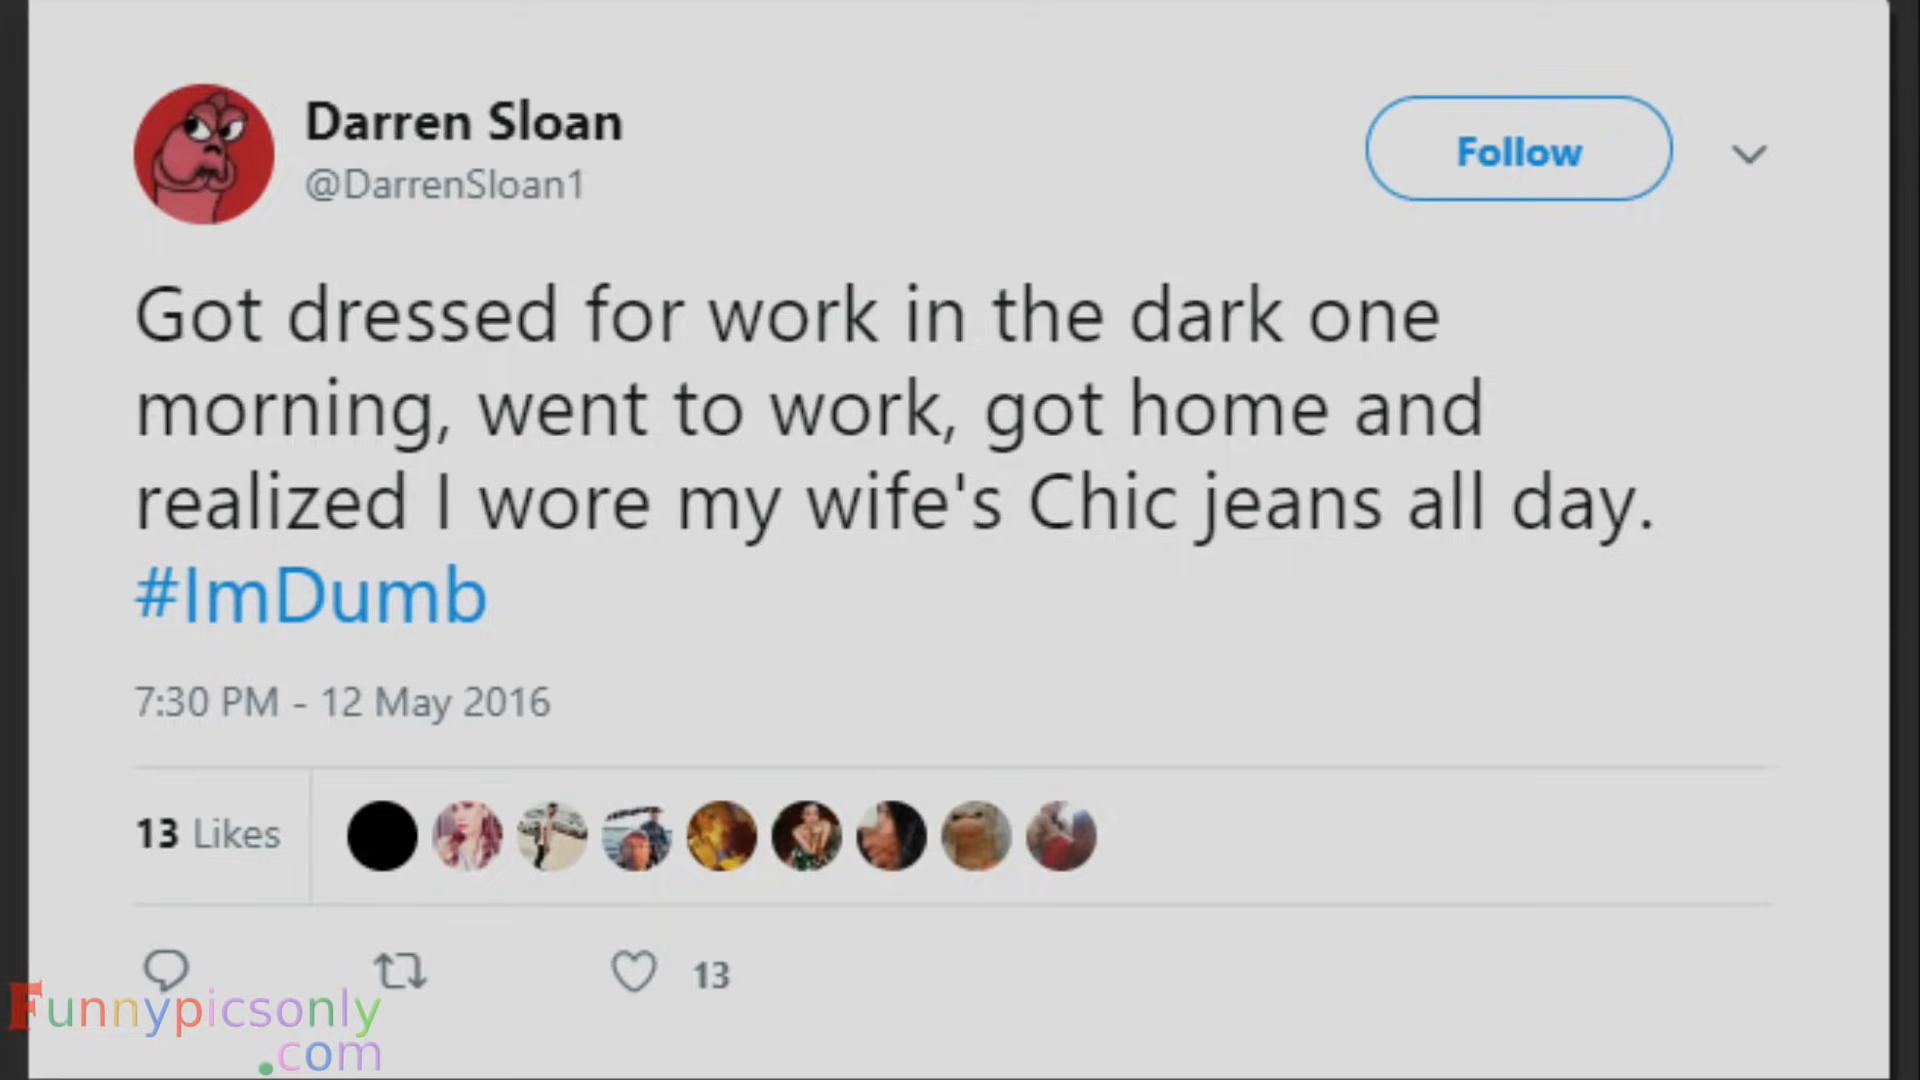 Darren Sloan
@DarrenSloan1
Follow
Got dressed for work in the dark one
morning, went to work, got home and
realized I wore my wife's Chic jeans all day.
#ImDumb
7:30 PM - 12 May 2016
13 Likes
13
Funnypicsonly
.com